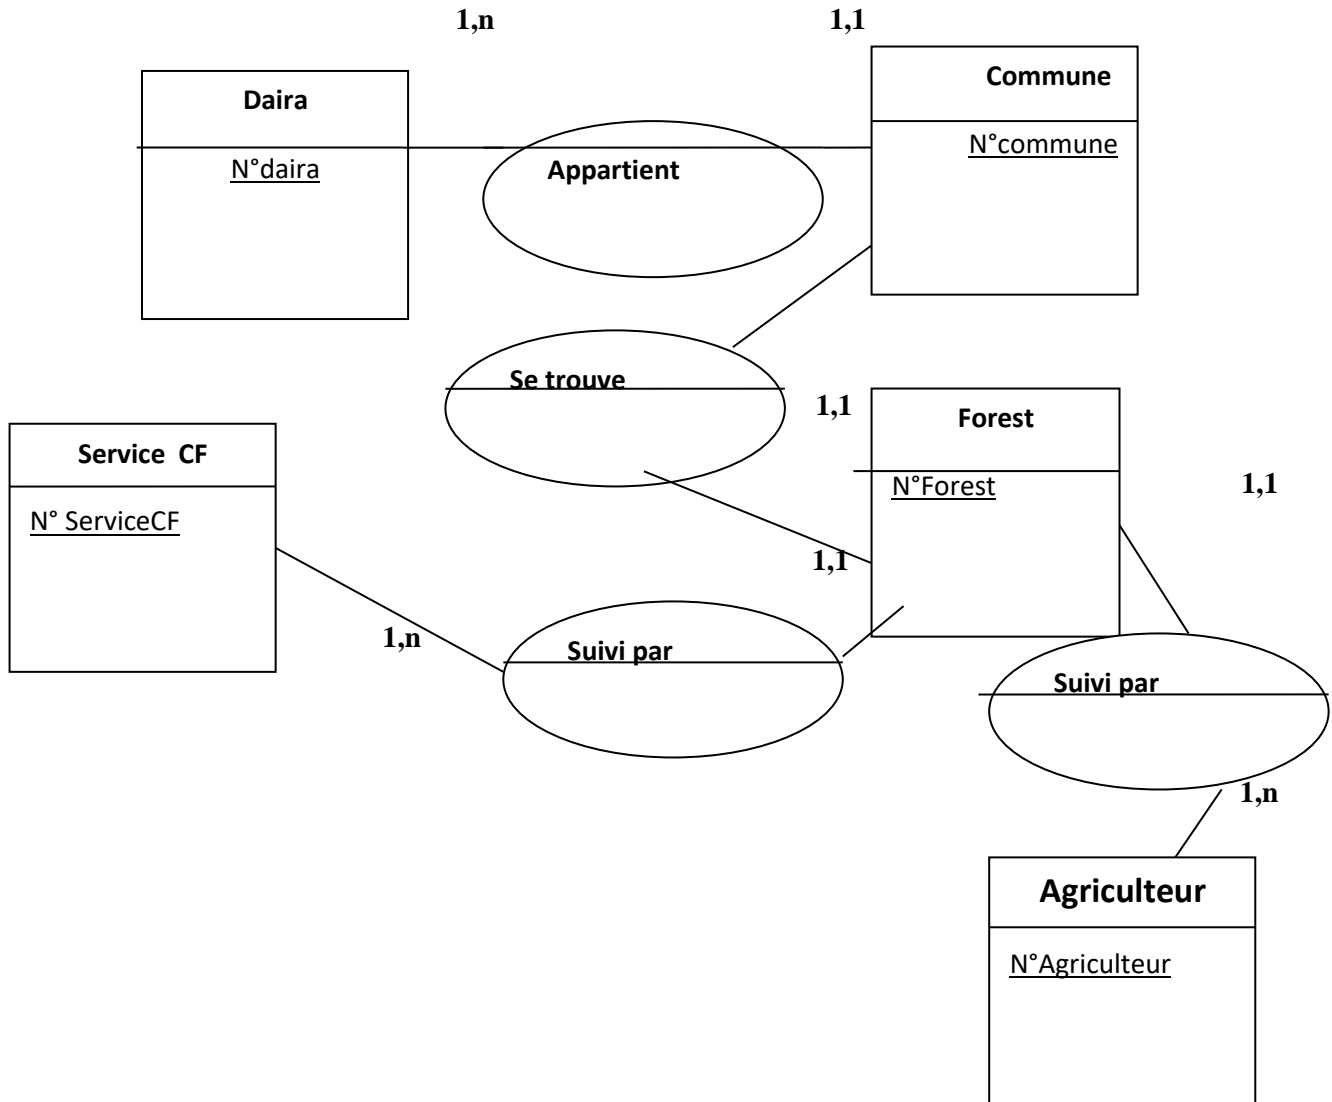 1,n
1,1
Daira
Commune
N°daira
Appartient
N°commune
Se trouve
1,1
Forest
Service CF
N°Forest
1,1
N° ServiceCF
1,1
1,n
Suivi par
Suivi par
1,n
Agriculteur
N°Agriculteur